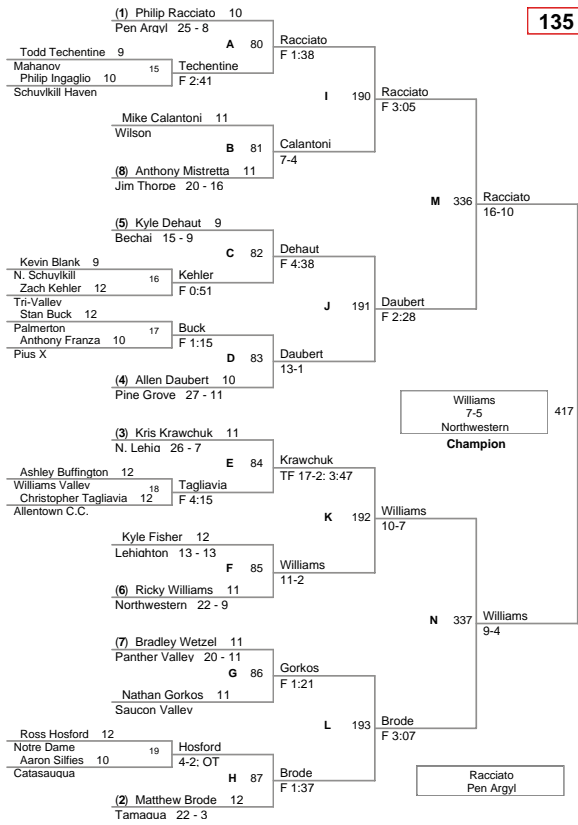 135
(1) Philip Racciato 10
Pen Argyl 25 - 8
A 80
Racciato
F 1:38
Todd Techentine 9
Mahanoy
15
Techentine
F 2:41
Philip Ingaglio 10
Schuylkill Haven
I 190
Racciato
F 3:05
Mike Calantoni 11
Wilson
B 81
Calantoni
7-4
(8) Anthony Mistretta 11
Jim Thorpe 20 - 16
M 336
Racciato
16-10
(5) Kyle Dehaut 9
Bechai 15 - 9
C 82
Dehaut
F 4:38
Kevin Blank 9
N. Schuylkill
16
Kehler
F 0:51
Zach Kehler 12
Tri-Valley
J 191
Daubert
F 2:28
Stan Buck 12
Palmerton
17
Buck
F 1:15
Anthony Franza 10
Pius X
D 83
Daubert
13-1
(4) Allen Daubert 10
Pine Grove 27 - 11
Williams
7-5
Northwestern
417
Champion
(3) Kris Krawchuk 11
N. Lehig 26 - 7
E 84
Krawchuk
TF 17-2; 3:47
Ashley Buffington 12
Williams Valley
18
Tagliavia
F 4:15
Christopher Tagliavia 12
Allentown C.C.
K 192
Williams
10-7
Kyle Fisher 12
Lehighton 13 - 13
F 85
Williams
11-2
(6) Ricky Williams 11
Northwestern 22 - 9
N 337
Williams
9-4
(7) Bradley Wetzel 11
Panther Valley 20 - 11
G 86
Gorkos
F 1:21
Nathan Gorkos 11
Saucon Valley
L 193
Brode
F 3:07
Ross Hosford 12
Notre Dame
19
Hosford
4-2; OT
Aaron Silfies 10
Catasauqua
H 87
Brode
F 1:37
(2) Matthew Brode 12
Tamaqua 22 - 3
Racciato
Pen Argyl